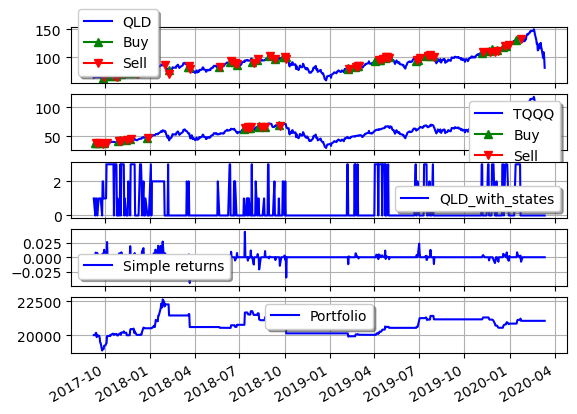 150
100
QLD
Buy
Sell
100
50
TQQQ
Buy
Sell
2
0
QLD_with_states
0.025
0.000
−0.025
Simple returns
22500
20000
Portfolio
2017-10
2018-01
2018-04
2018-07
2018-10
2019-01
2019-04
2019-07
2019-10
2020-01
2020-04